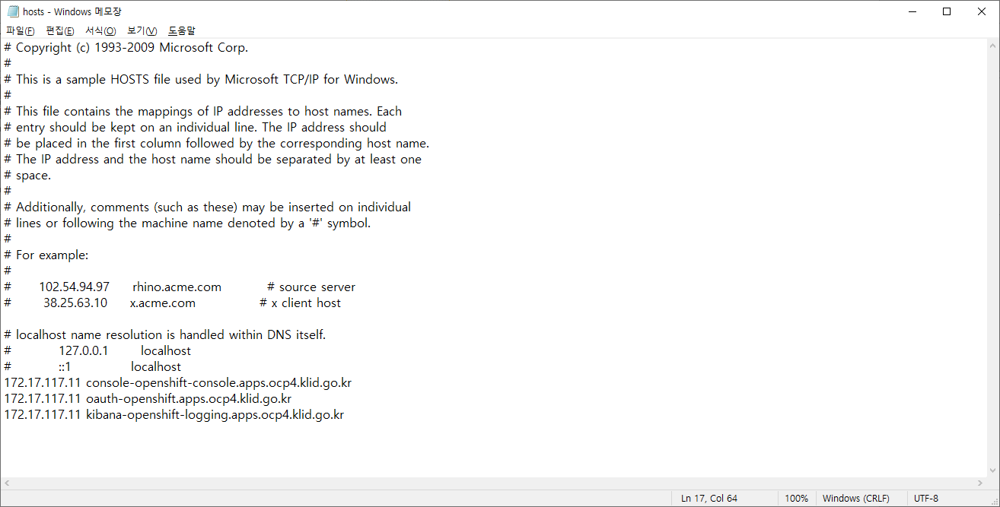 hosts - Windows 메모장
파일(F) 편집(E) 서식(O) 보기(V) 도움말
# Copyright (c) 1993-2009 Microsoft Corp.
#
# This is a sample HOSTS file used by Microsoft TCP/IP for Windows.
#
# This file contains the mappings of IP addresses to host names. Each
# entry should be kept on an individual line. The IP address should
# be placed in the first column followed by the corresponding host name.
# The IP address and the host name should be separated by at least one
# space.
#
# Additionally, comments (such as these) may be inserted on individual
# lines or following the machine name denoted by a '#' symbol.
#
# For example:
#
# 102.54.94.97 rhino.acme.com # source server
# 38.25.63.10 x.acme.com # x client host
# localhost name resolution is handled within DNS itself.
# 127.0.0.1 localhost
# ::1 localhost
172.17.117.11 console-openshift-console.apps.ocp4.klid.go.kr
172.17.117.11 oauth-openshift.apps.ocp4.klid.go.kr
172.17.117.11 kibana-openshift-logging.apps.ocp4.klid.go.kr
Ln 17, Col 64 100% Windows (CRLF) UTF-8